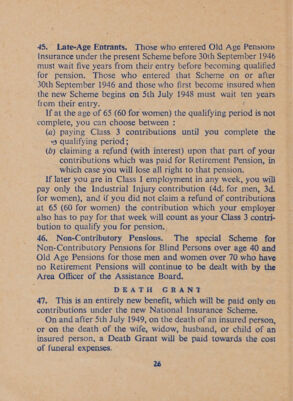 45. Late-Age Entrants. Those who entered Old Age Pensions
Insurance under the present Scheme before 30th September 1946
must wait five years from their entry before becoming qualified
for pension. Those who entered that Scheme on or after
30th September 1946 and those who first become insured when
the new Scheme begins on 5th July 1948 must wait ten years
from their entry.
If at the age of 65 (60 for women) the qualifying period is not
complete, you can choose between :
(a) paying Class 3 contributions until you complete the
qualifying period;
(b) claiming a refund (with interest) upon that part of your
contributions which was paid for Retirement Pension, in
which case you will lose all right to that pension.
If later you are in Class 1 employment in any week, you will
pay only the Industrial Injury contribution (4d. for men, 3d.
for women), and if you did not claim a refund of contributions
at 65 (60 for women) the contribution which your employer
also has to pay for that week will count as your Class 3 contri-
bution to qualify you for pension.
46. Non-Contributory Pensions. The special Scheme for
Non-Contributory Pensions for Blind Persons over age 40 and
Old Age Pensions for those men and women over 70 who have
no Retirement Pensions will continue to be dealt with by the
Area Officer of the Assistance Board.
DEATH GRANT
47. This is an entirely new benefit, which will be paid only on
contributions under the new National Insurance Scheme.
On and after 5th July 1949, on the death of an insured person,
or on the death of the wife, widow, husband, or child of an
insured person, a Death Grant will be paid towards the cost
of funeral expenses.
26